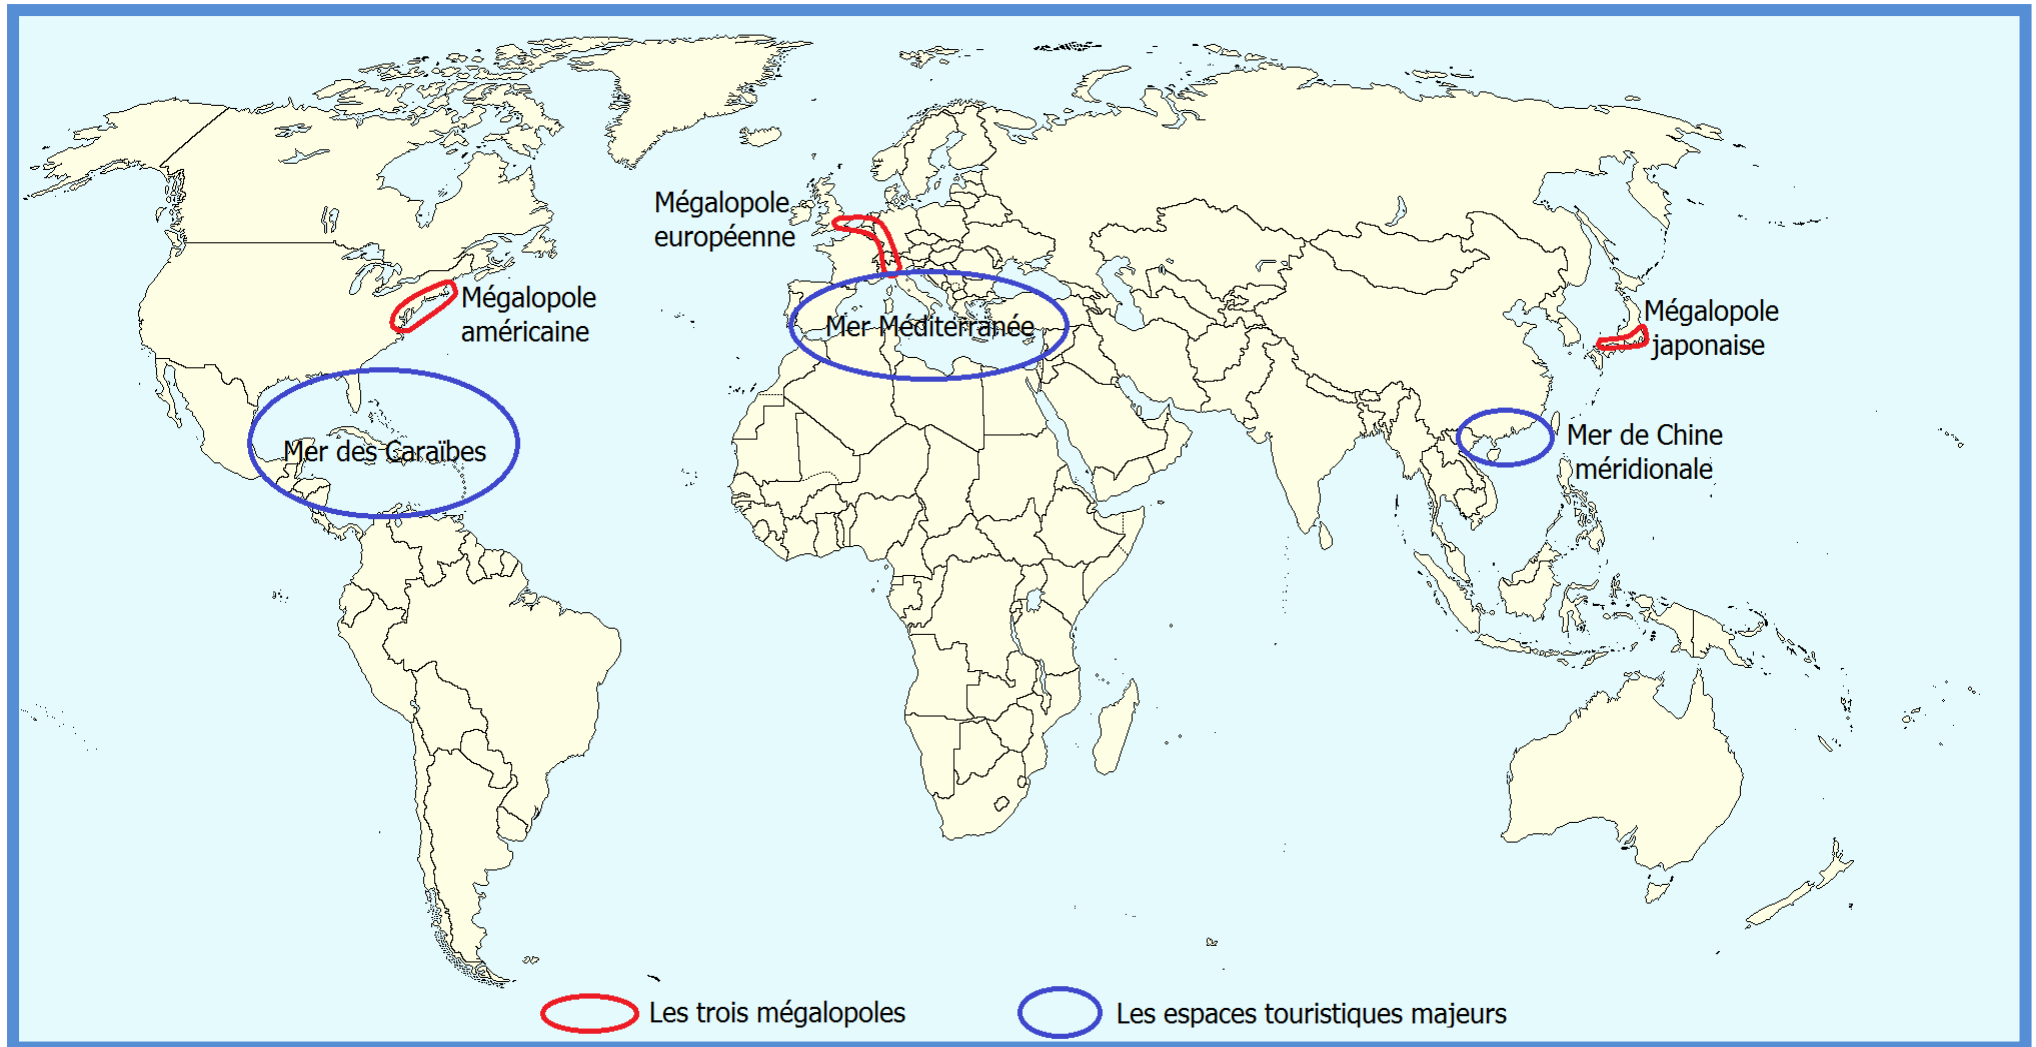 Mégalopole
européenne
Mégalopole
américaine
Mer Méditerranée
Mégalopole
japonaise
Mer des Caraïbes
Mer de Chine
méridionale
Les trois mégalopoles
Les espaces touristiques majeurs